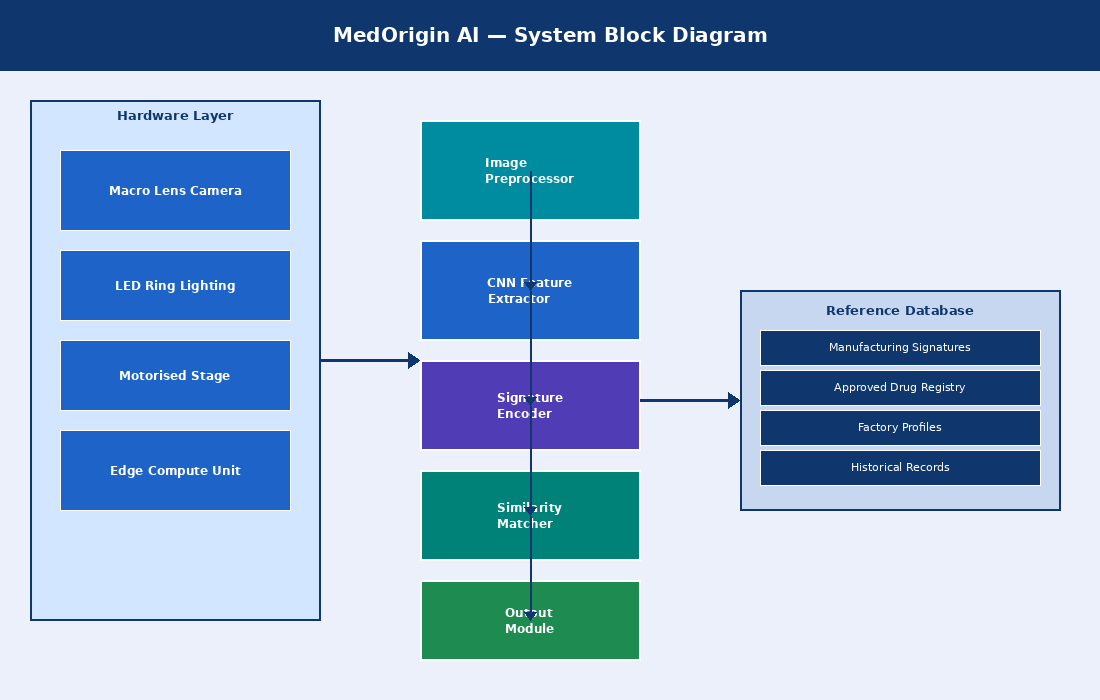 MedOrigin AI — System Block Diagram
Hardware Layer
Macro Lens Camera
LED Ring Lighting
Motorised Stage
Edge Compute Unit
Image
Preprocessor
CNN Feature
Extractor
Signature
Encoder
Similarity
Matcher
Output
Module
Reference Database
Manufacturing Signatures
Approved Drug Registry
Factory Profiles
Historical Records